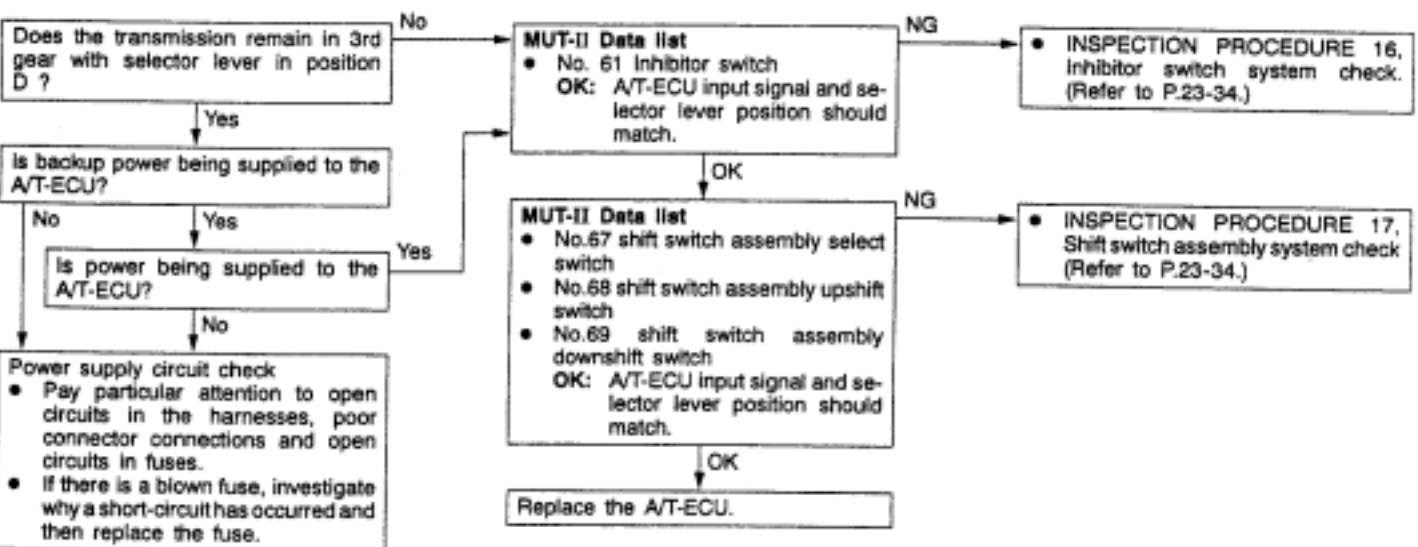 Does the transmission remain in 3rd
gear with selector lever in position
D ?
No
Yes
Is backup power being supplied to the
A/T-ECU?
No
Yes
Is power being supplied to the
A/T-ECU?
Yes
No
Power supply circuit check
● Pay particular attention to open
circuits in the harnesses, poor
connector connections and open
circuits in fuses.
● If there is a blown fuse, investigate
why a short-circuit has occurred and
then replace the fuse.
MUT-II Data list
● No. 61 Inhibitor switch
OK: A/T-ECU input signal and se-
lector lever position should
match.
NG
OK
● INSPECTION PROCEDURE 16,
Inhibitor switch system check.
(Refer to P.23-34.)
MUT-II Data list
● No.67 shift switch assembly select
switch
● No.68 shift switch assembly upshift
switch
● No.69 shift switch assembly
downshift switch
OK: A/T-ECU input signal and se-
lector lever position should
match.
NG
OK
● INSPECTION PROCEDURE 17,
Shift switch assembly system check
(Refer to P.23-34.)
Replace the A/T-ECU.